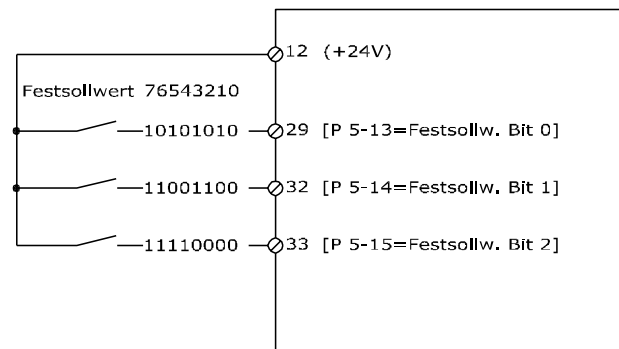 12 (+24V)
Festsollwert 76543210
10101010 29 [P 5-13=Festsollw. Bit 0]
11001100 32 [P 5-14=Festsollw. Bit 1]
11110000 33 [P 5-15=Festsollw. Bit 2]